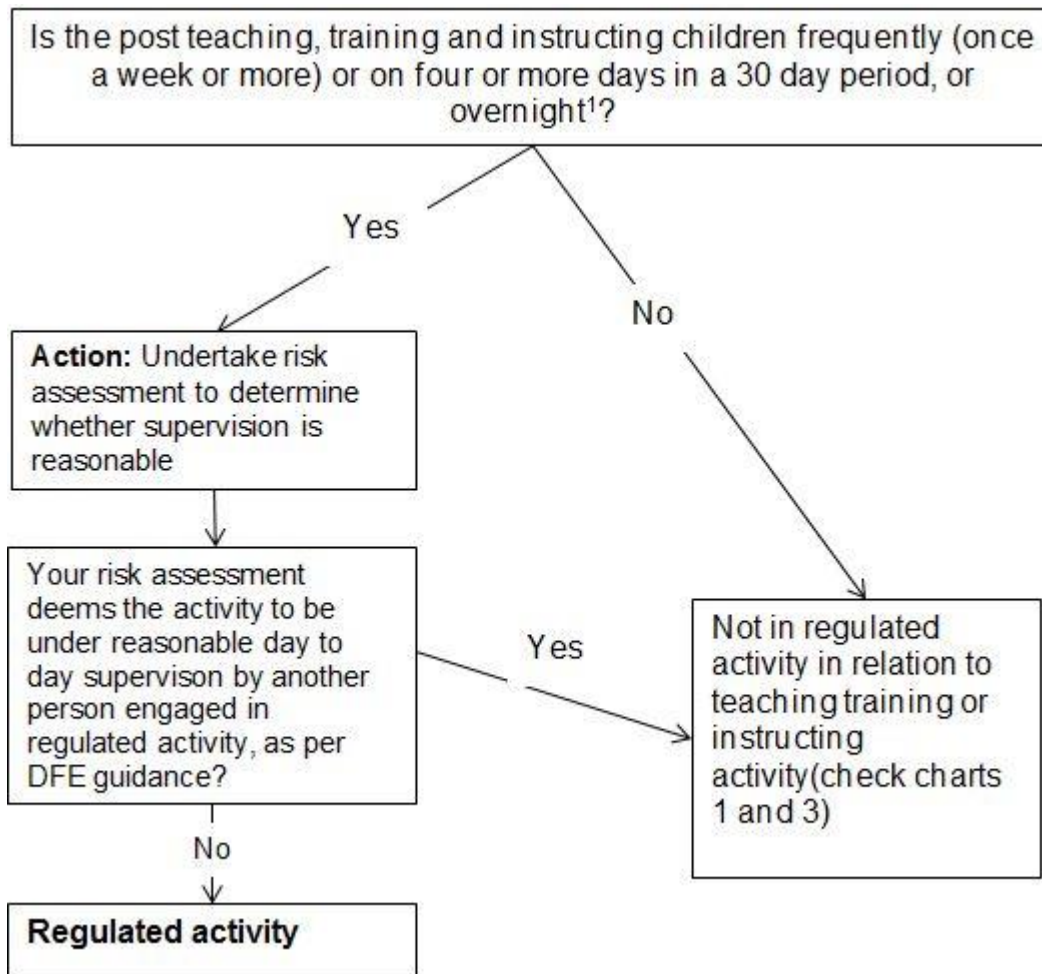 Is the post teaching, training and instructing children frequently (once
a week or more) or on four or more days in a 30 day period, or
overnight¹?
Yes
No
Action: Undertake risk
assessment to determine
whether supervision is
reasonable
Your risk assessment
deems the activity to be
under reasonable day to
day supervison by another
person engaged in
regulated activity, as per
DFE guidance?
Yes
Not in regulated
activity in relation to
teaching training or
instructing
activity(check charts
1 and 3)
No
Regulated activity